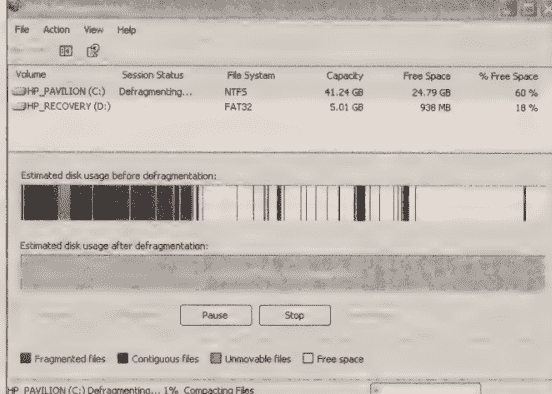 File Action View Help
Volume Session Status File System Capacity Free Space % Free Space
HP_PAVILION (C:) Defragmenting... NTFS 41.24 GB 24.79 GB 60 %
HP_RECOVERY (D:) FAT32 5.01 GB 938 MB 18 %
Estimated disk usage before defragmentation:
Estimated disk usage after defragmentation:
Pause Stop
Fragmented files Contiguous files Unmovable files Free space
HP_PAVILION (C:) Defragmenting... 1% Compacting Files